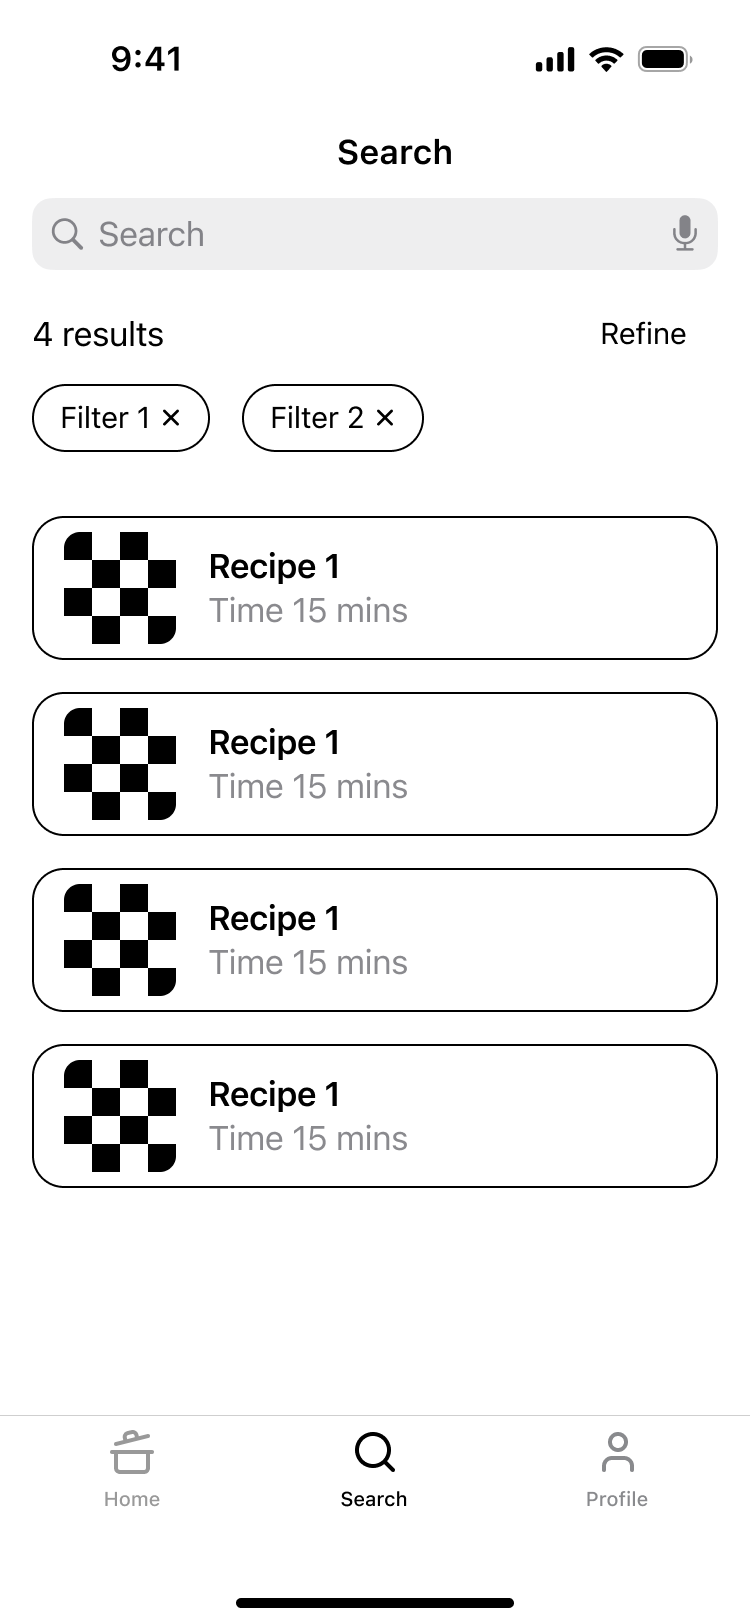 9:41
Search
Search
4 results
Refine
Filter 1 ×
Filter 2 ×
Recipe 1
Time 15 mins
Recipe 1
Time 15 mins
Recipe 1
Time 15 mins
Recipe 1
Time 15 mins
Home
Search
Profile